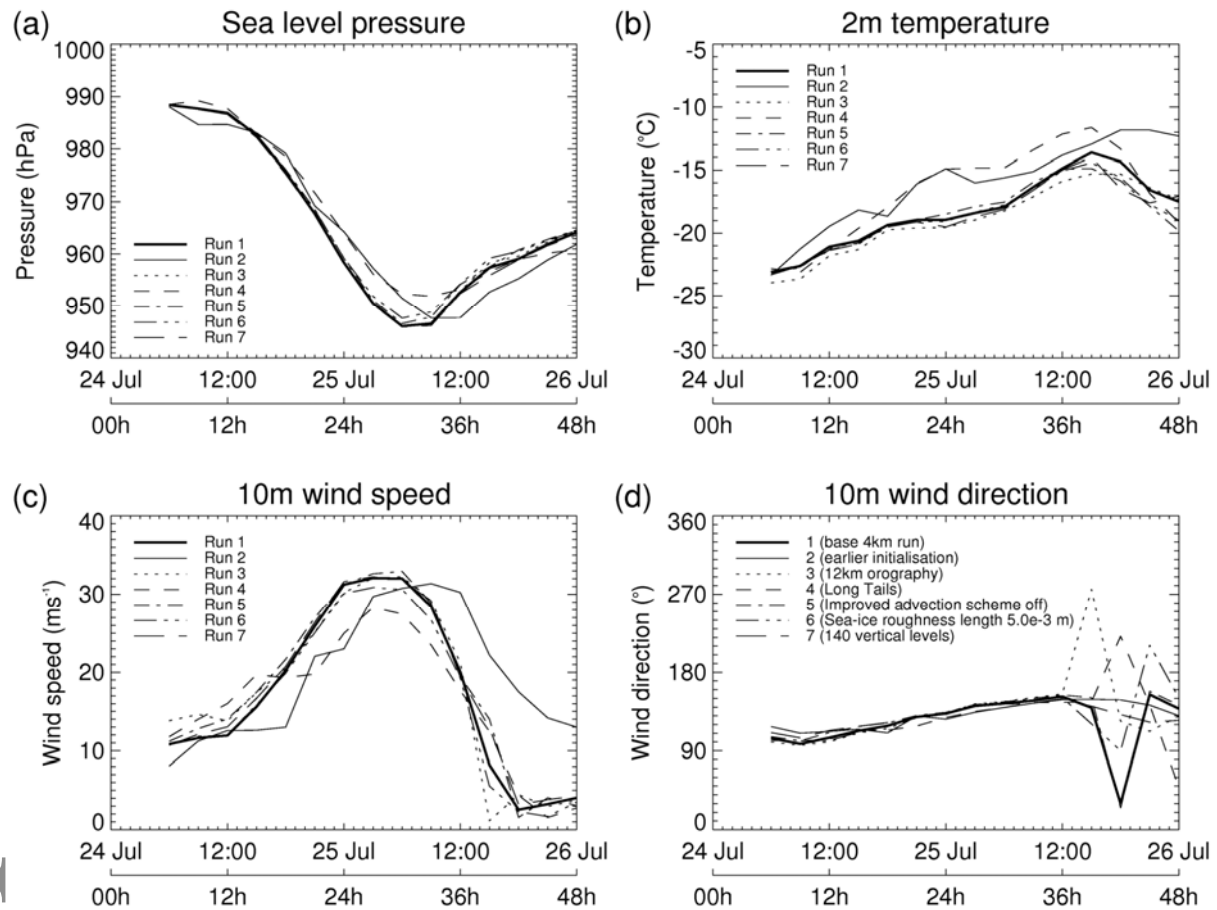 (a) Sea level pressure
1000
990
980
970
960
950
940
Pressure (hPa)
Run 1
Run 2
Run 3
Run 4
Run 5
Run 6
Run 7
24 Jul 12:00 25 Jul 12:00 26 Jul
00h 12h 24h 36h 48h
(b) 2m temperature
-5
-10
-15
-20
-25
-30
Temperature (°C)
Run 1
Run 2
Run 3
Run 4
Run 5
Run 6
Run 7
24 Jul 12:00 25 Jul 12:00 26 Jul
00h 12h 24h 36h 48h
(c) 10m wind speed
40
30
20
10
0
Wind speed (ms⁻¹)
Run 1
Run 2
Run 3
Run 4
Run 5
Run 6
Run 7
24 Jul 12:00 25 Jul 12:00 26 Jul
00h 12h 24h 36h 48h
(d) 10m wind direction
360
270
180
90
0
Wind direction (°)
1 (base 4km run)
2 (earlier initialisation)
3 (12km orography)
4 (Long Tails)
5 (Improved advection scheme off)
6 (Sea-ice roughness length 5.0e-3 m)
7 (140 vertical levels)
24 Jul 12:00 25 Jul 12:00 26 Jul
00h 12h 24h 36h 48h